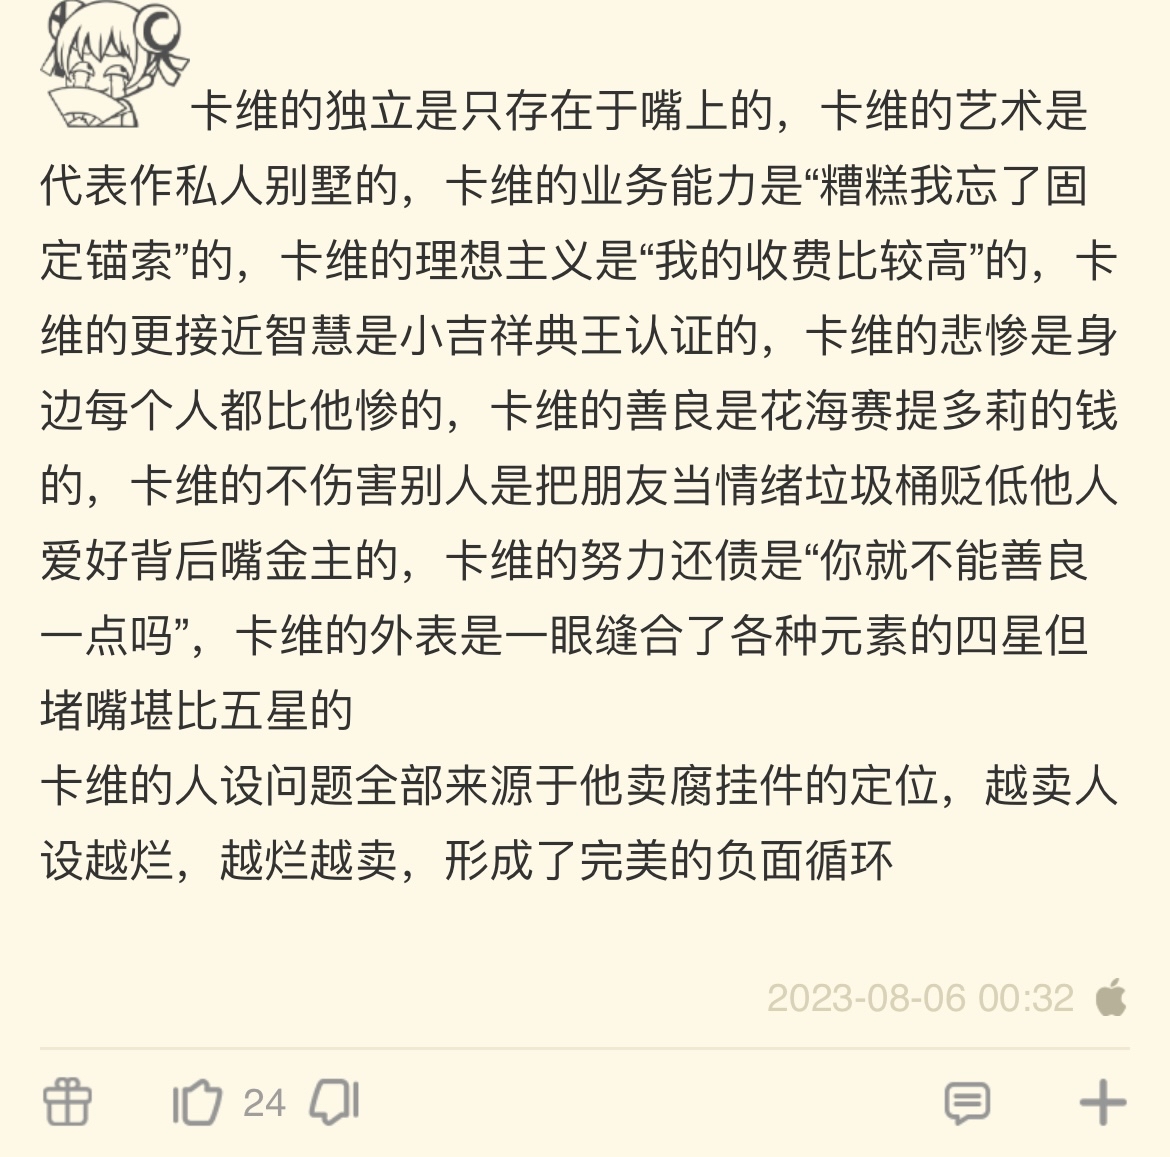 卡维的独立是只存在于嘴上的，卡维的艺术是
代表作私人别墅的，卡维的业务能力是“糟糕我忘了固
定锚索”的，卡维的理想主义是“我的收费比较高”的，卡
维的更接近智慧是小吉祥典王认证的，卡维的悲惨是身
边每个人都比他惨的，卡维的善良是花海赛提多莉的钱
的，卡维的不伤害别人是把朋友当情绪垃圾桶贬低他人
爱好背后嘴金主的，卡维的努力还债是“你就不能善良
一点吗”，卡维的外表是一眼缝合了各种元素的四星但
堵嘴堪比五星的
卡维的人设问题全部来源于他卖腐挂件的定位，越卖人
设越烂，越烂越卖，形成了完美的负面循环
2023-08-06 00:32
24